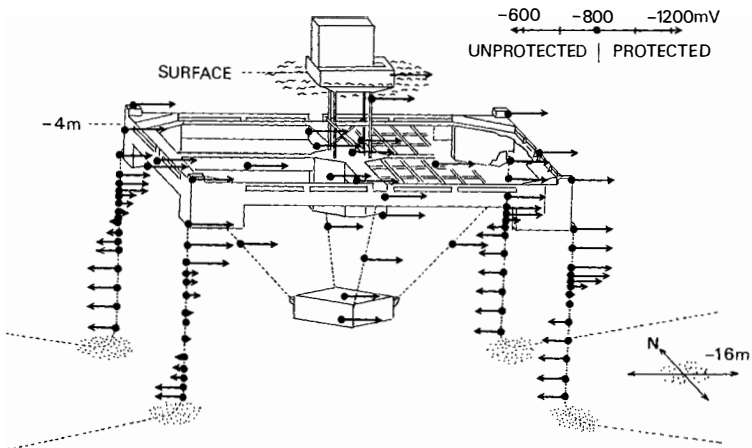 -600 -800 -1200mV
UNPROTECTED | PROTECTED
SURFACE
-4m
N
-16m